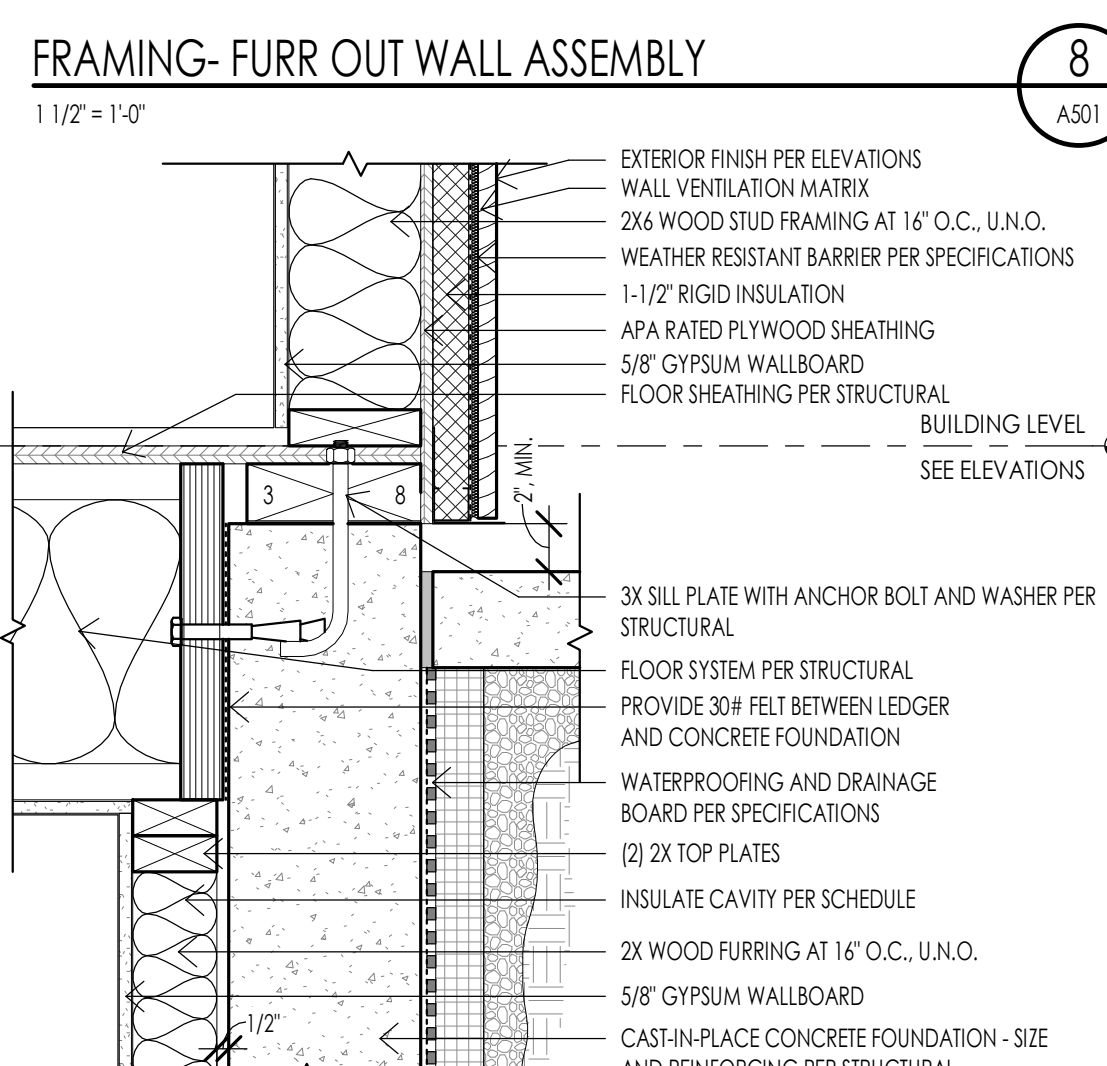 FRAMING- FURR OUT WALL ASSEMBLY
8
1 1/2" = 1'-0"
A501
EXTERIOR FINISH PER ELEVATIONS
WALL VENTILATION MATRIX
2X6 WOOD STUD FRAMING AT 16" O.C., U.N.O.
WEATHER RESISTANT BARRIER PER SPECIFICATIONS
1-1/2" RIGID INSULATION
APA RATED PLYWOOD SHEATHING
5/8" GYPSUM WALLBOARD
FLOOR SHEATHING PER STRUCTURAL
BUILDING LEVEL
SEE ELEVATIONS
2", MIN.
3 8
3X SILL PLATE WITH ANCHOR BOLT AND WASHER PER
STRUCTURAL
FLOOR SYSTEM PER STRUCTURAL
PROVIDE 30# FELT BETWEEN LEDGER
AND CONCRETE FOUNDATION
WATERPROOFING AND DRAINAGE
BOARD PER SPECIFICATIONS
(2) 2X TOP PLATES
INSULATE CAVITY PER SCHEDULE
2X WOOD FURRING AT 16" O.C., U.N.O.
5/8" GYPSUM WALLBOARD
1/2"
CAST-IN-PLACE CONCRETE FOUNDATION - SIZE
AND REINFORCING PER STRUCTURAL